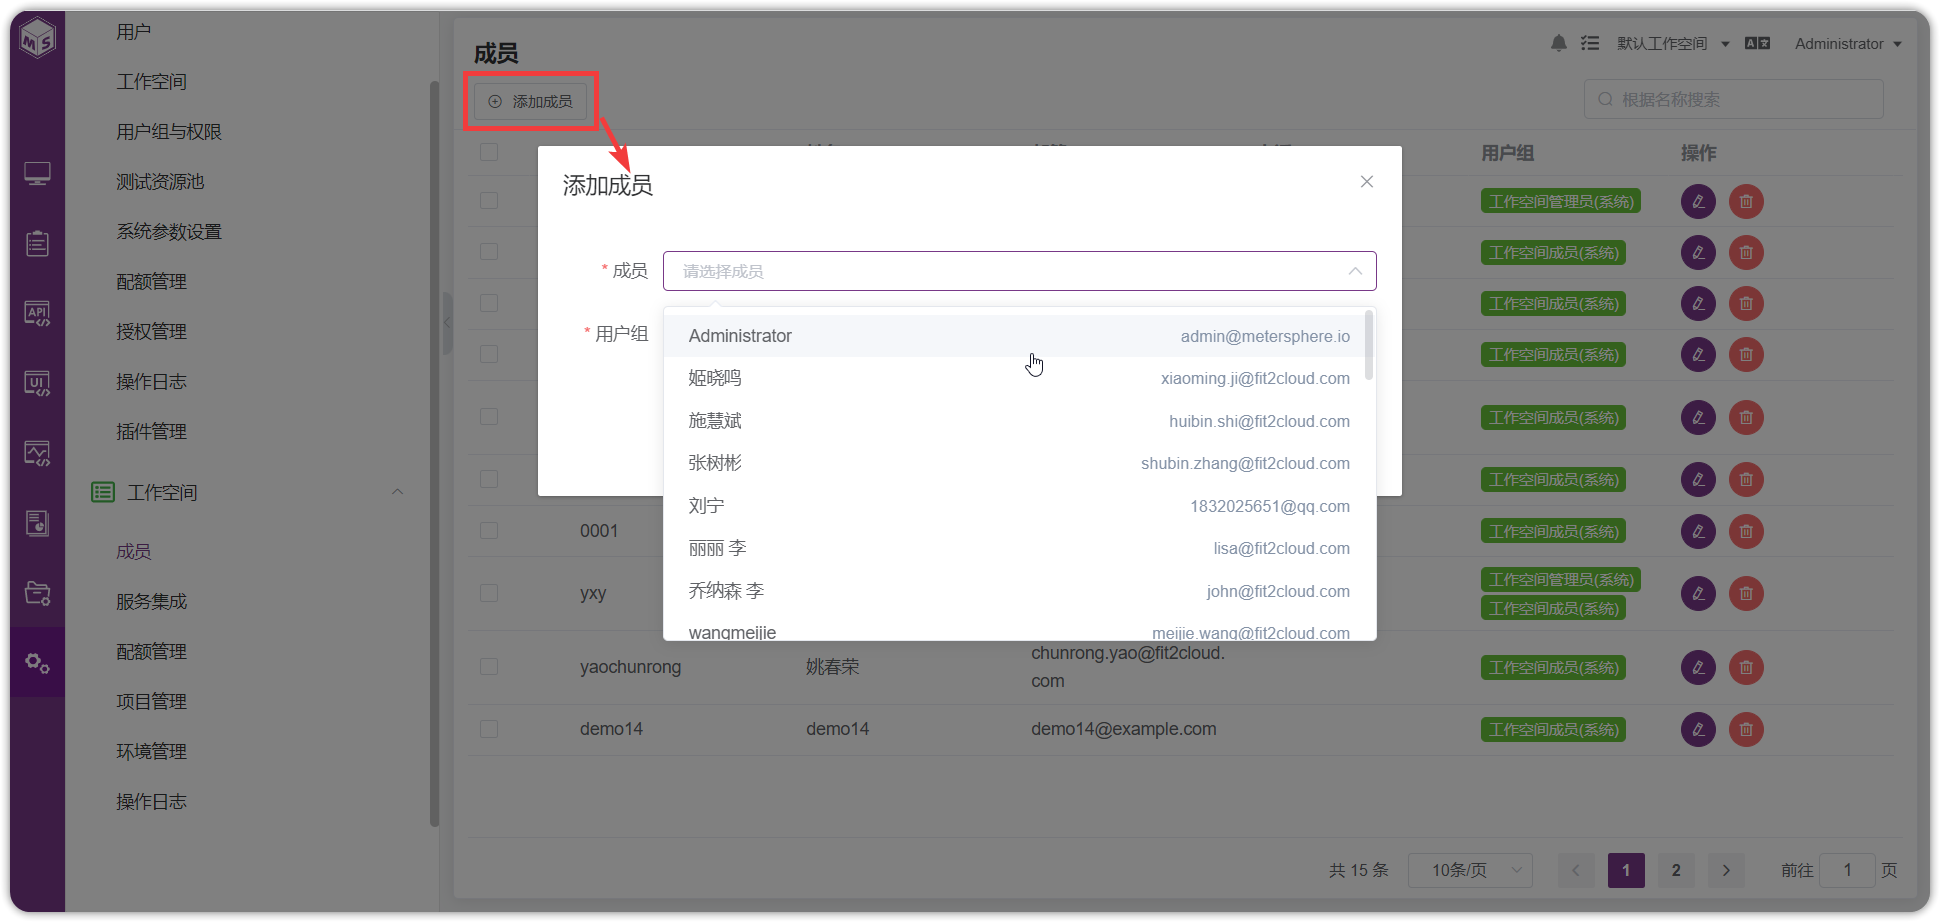 MS
用户
工作空间
用户组与权限
测试资源池
系统参数设置
配额管理
授权管理
操作日志
插件管理
工作空间
成员
服务集成
配额管理
项目管理
环境管理
操作日志
API
UI
成员
默认工作空间
Administrator
添加成员
根据名称搜索
用户组 操作
工作空间管理员(系统)
工作空间成员(系统)
工作空间成员(系统)
工作空间成员(系统)
工作空间成员(系统)
工作空间成员(系统)
0001 工作空间成员(系统)
yxy 工作空间管理员(系统)
工作空间成员(系统)
yaochunrong 姚春荣 chunrong.yao@fit2cloud.
com
工作空间成员(系统)
demo14 demo14 demo14@example.com 工作空间成员(系统)
共 15 条 10条/页 1 2 前往 1 页
添加成员
* 成员 请选择成员
* 用户组
Administrator admin@metersphere.io
姬晓鸣 xiaoming.ji@fit2cloud.com
施慧斌 huibin.shi@fit2cloud.com
张树彬 shubin.zhang@fit2cloud.com
刘宁 1832025651@qq.com
丽丽 李 lisa@fit2cloud.com
乔纳森 李 john@fit2cloud.com
wangmeijie meijie.wang@fit2cloud.com